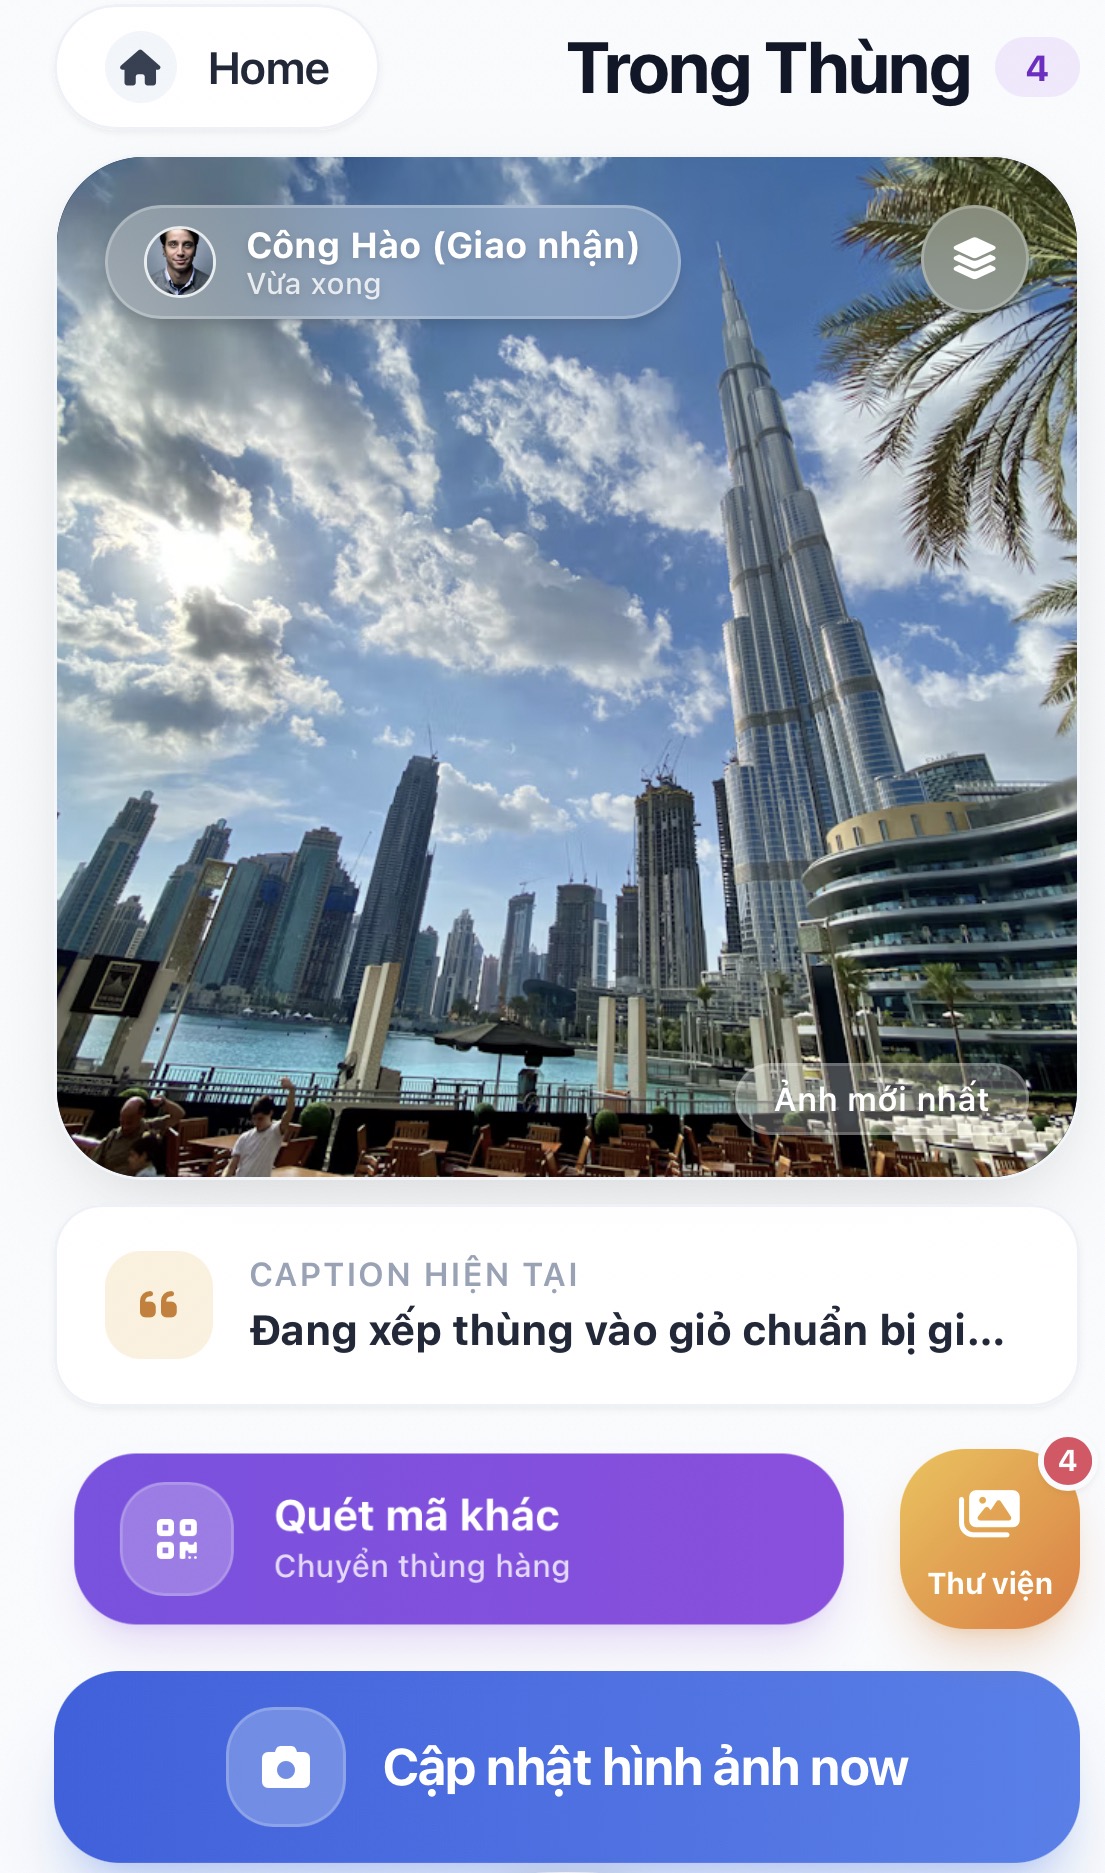 Home
Trong Thùng
4
Công Hào (Giao nhận)
Vừa xong
Ảnh mới nhất
CAPTION HIỆN TẠI
Đang xếp thùng vào giỏ chuẩn bị gi...
Quét mã khác
Chuyển thùng hàng
4
Thư viện
Cập nhật hình ảnh now